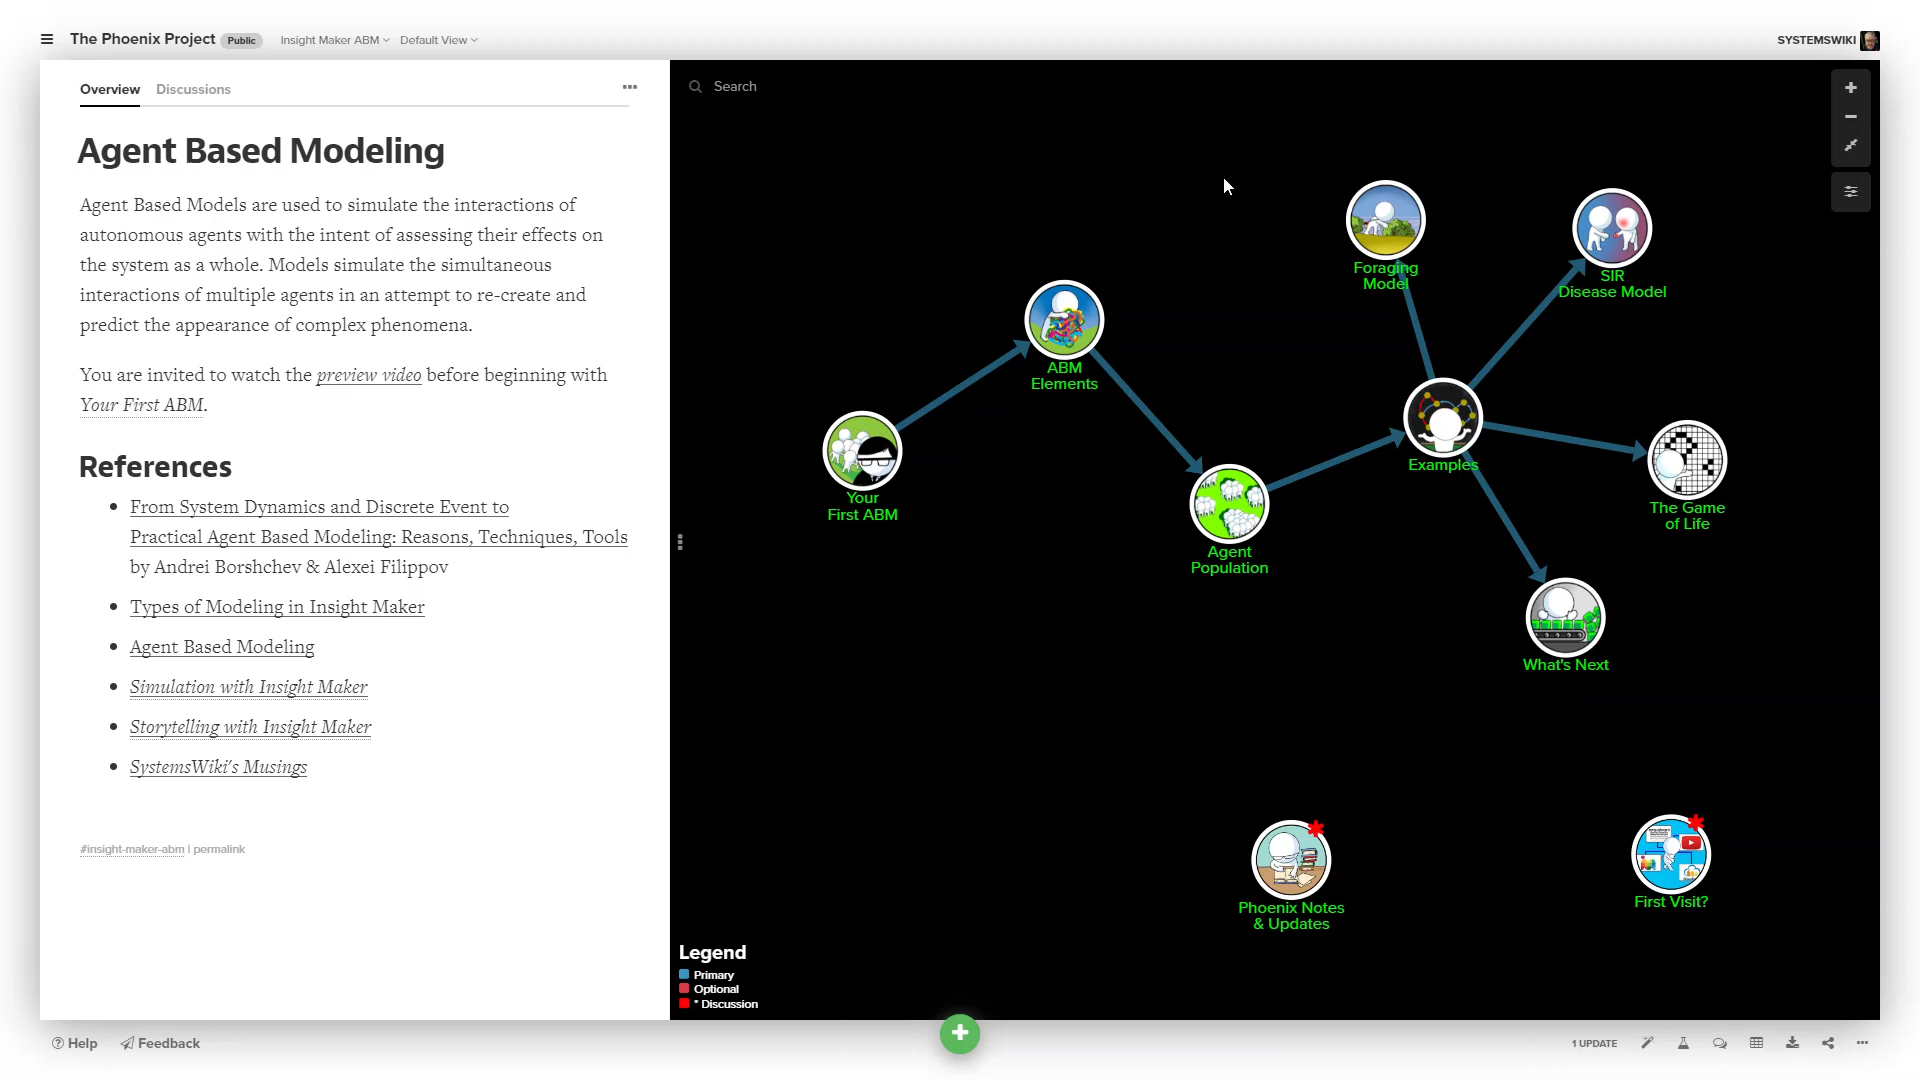 The Phoenix Project Public Insight Maker ABM Default View
SYSTEMSWIKI
Overview Discussions
Agent Based Modeling
Agent Based Models are used to simulate the interactions of
autonomous agents with the intent of assessing their effects on
the system as a whole. Models simulate the simultaneous
interactions of multiple agents in an attempt to re-create and
predict the appearance of complex phenomena.
You are invited to watch the preview video before beginning with
Your First ABM.
References
From System Dynamics and Discrete Event to
Practical Agent Based Modeling: Reasons, Techniques, Tools
by Andrei Borshchev & Alexei Filippov
Types of Modeling in Insight Maker
Agent Based Modeling
Simulation with Insight Maker
Storytelling with Insight Maker
SystemsWiki's Musings
#insight-maker-abm | permalink
Search
Foraging
Model
SIR
Disease Model
ABM
Elements
Examples
Your
First ABM
The Game
of Life
Agent
Population
What's Next
Phoenix Notes
& Updates
First Visit?
Legend
Primary
Optional
* Discussion
Help Feedback
1 UPDATE